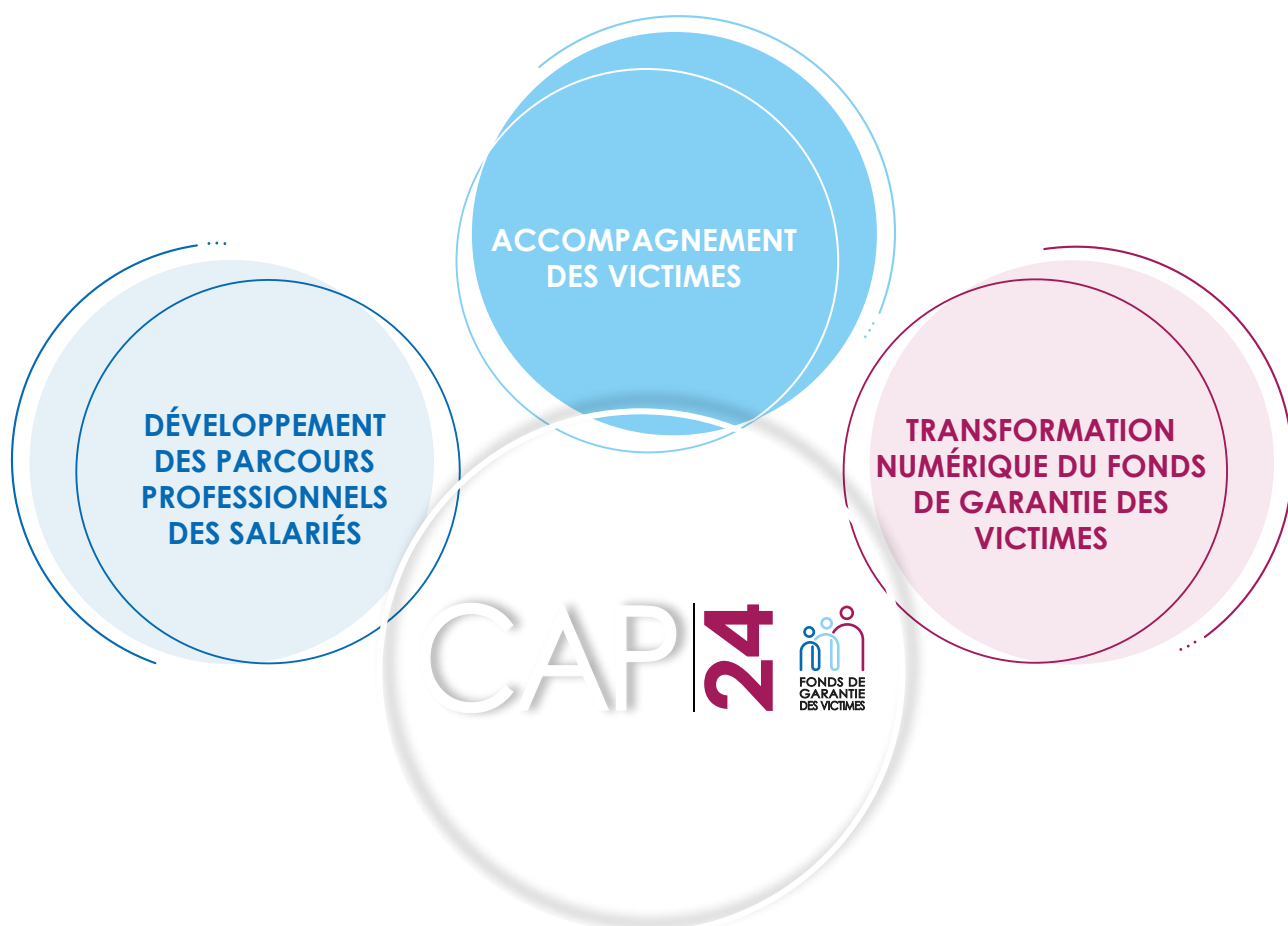 ACCOMPAGNEMENT
DES VICTIMES
DÉVELOPPEMENT
DES PARCOURS
PROFESSIONNELS
DES SALARIÉS
TRANSFORMATION
NUMÉRIQUE DU FONDS
DE GARANTIE DES
VICTIMES
CAP 24
FONDS DE
GARANTIE
DES VICTIMES